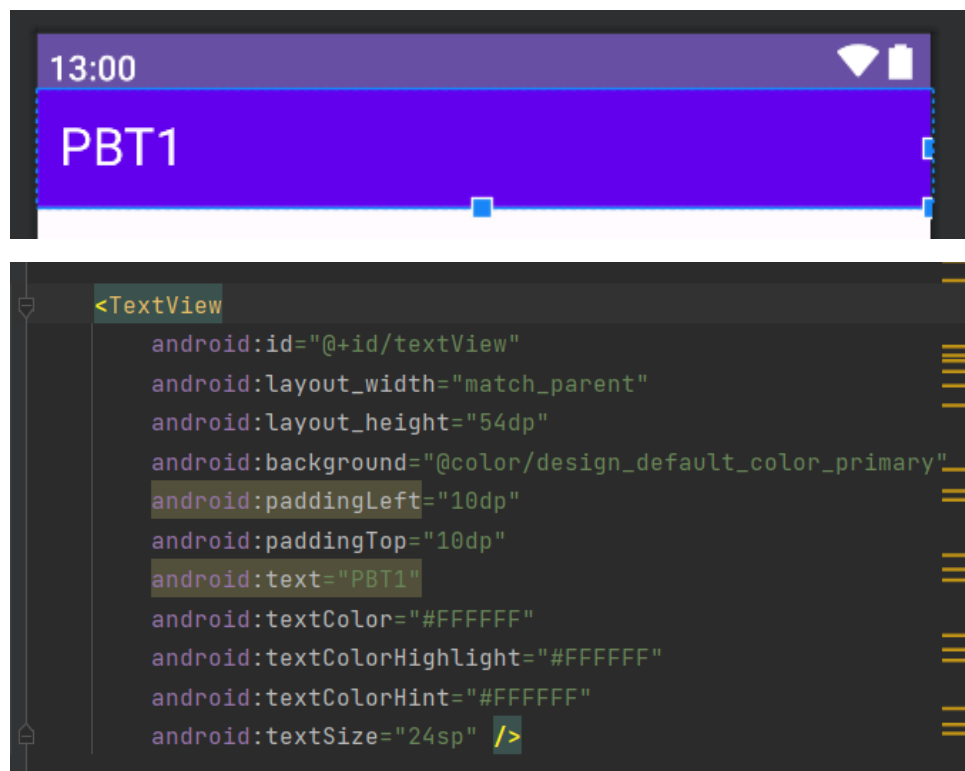 13:00
PBT1
<TextView
android:id="@+id/textView"
android:layout_width="match_parent"
android:layout_height="54dp"
android:background="@color/design_default_color_primary"
android:paddingLeft="10dp"
android:paddingTop="10dp"
android:text="PBT1"
android:textColor="#FFFFFF"
android:textColorHighlight="#FFFFFF"
android:textColorHint="#FFFFFF"
android:textSize="24sp" />